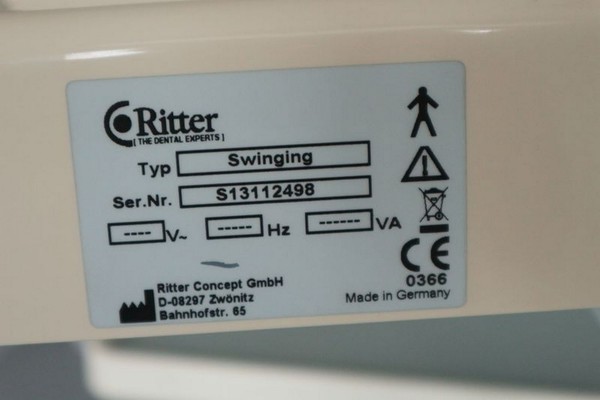 Ritter
[ THE DENTAL EXPERTS ]
Typ Swinging
Ser.Nr. S13112498
---- V~ ----- Hz ------ VA
CE
0366
Ritter Concept GmbH
D-08297 Zwönitz
Bahnhofstr. 65
Made in Germany